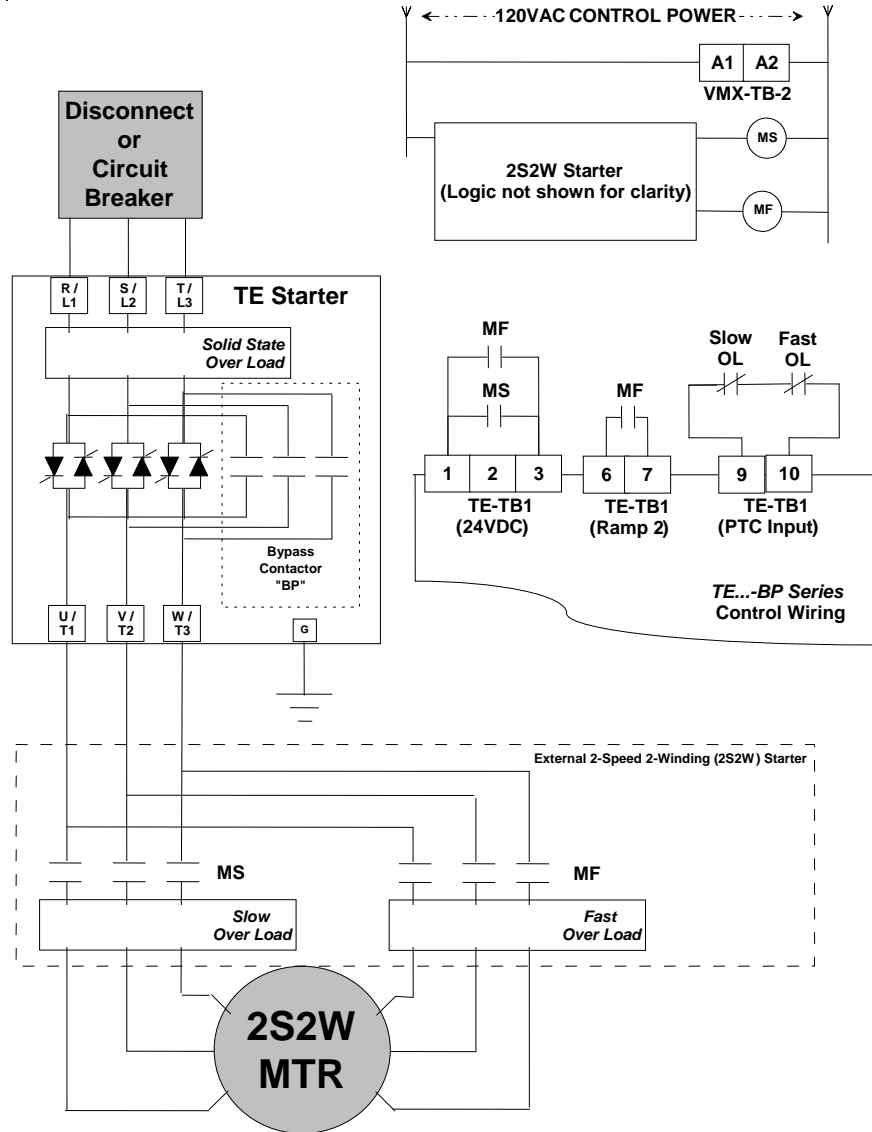 120VAC CONTROL POWER
A1 A2
VMX-TB-2
MS
2S2W Starter
(Logic not shown for clarity)
MF
Disconnect
or
Circuit
Breaker
R /
L1
S /
L2
T /
L3
TE Starter
Solid State
Over Load
Bypass
Contactor
"BP"
U /
T1
V /
T2
W /
T3
G
MF
MS
1 2 3
TE-TB1
(24VDC)
MF
6 7
TE-TB1
(Ramp 2)
Slow
OL
Fast
OL
9 10
TE-TB1
(PTC Input)
TE...-BP Series
Control Wiring
External 2-Speed 2-Winding (2S2W) Starter
MS
MF
Slow
Over Load
Fast
Over Load
2S2W
MTR